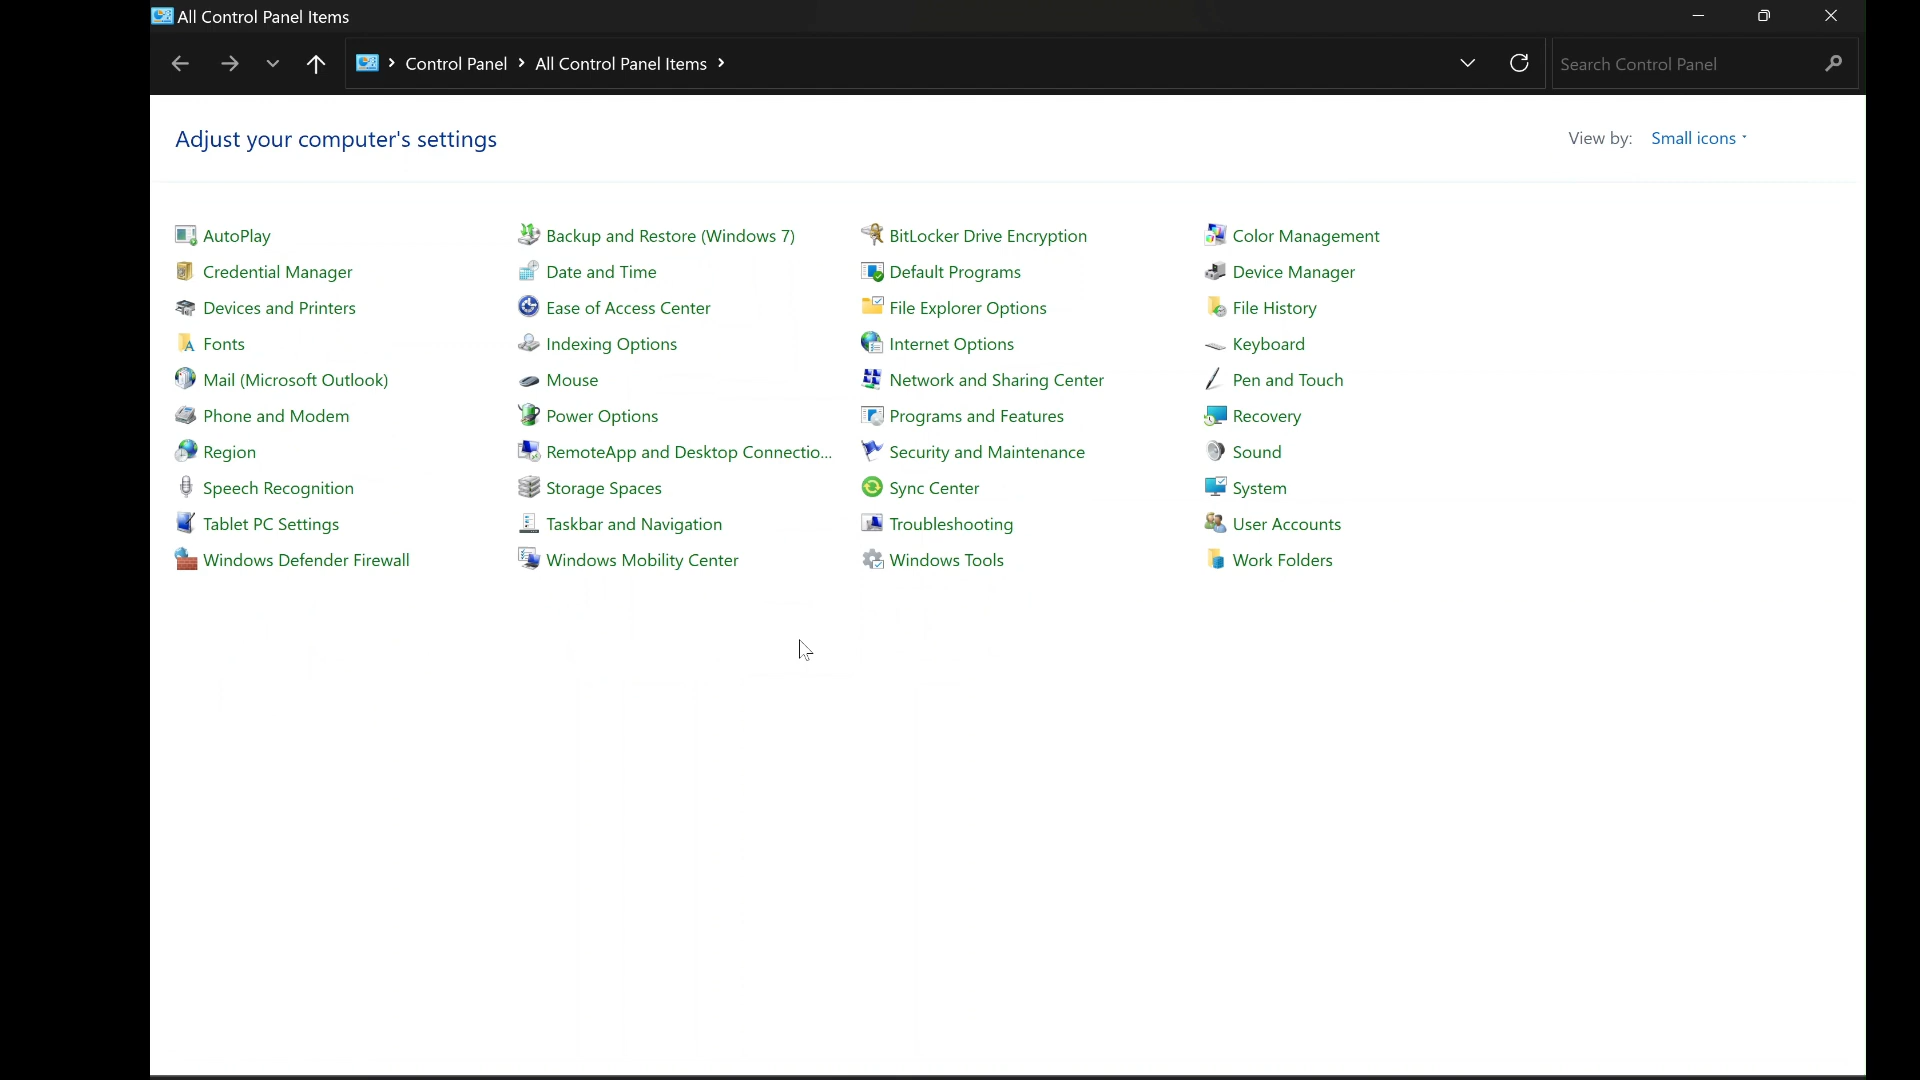 All Control Panel Items
Control Panel > All Control Panel Items >
Search Control Panel
Adjust your computer's settings
View by: Small icons
AutoPlay Backup and Restore (Windows 7) BitLocker Drive Encryption Color Management
Credential Manager Date and Time Default Programs Device Manager
Devices and Printers Ease of Access Center File Explorer Options File History
Fonts Indexing Options Internet Options Keyboard
Mail (Microsoft Outlook) Mouse Network and Sharing Center Pen and Touch
Phone and Modem Power Options Programs and Features Recovery
Region RemoteApp and Desktop Connectio... Security and Maintenance Sound
Speech Recognition Storage Spaces Sync Center System
Tablet PC Settings Taskbar and Navigation Troubleshooting User Accounts
Windows Defender Firewall Windows Mobility Center Windows Tools Work Folders